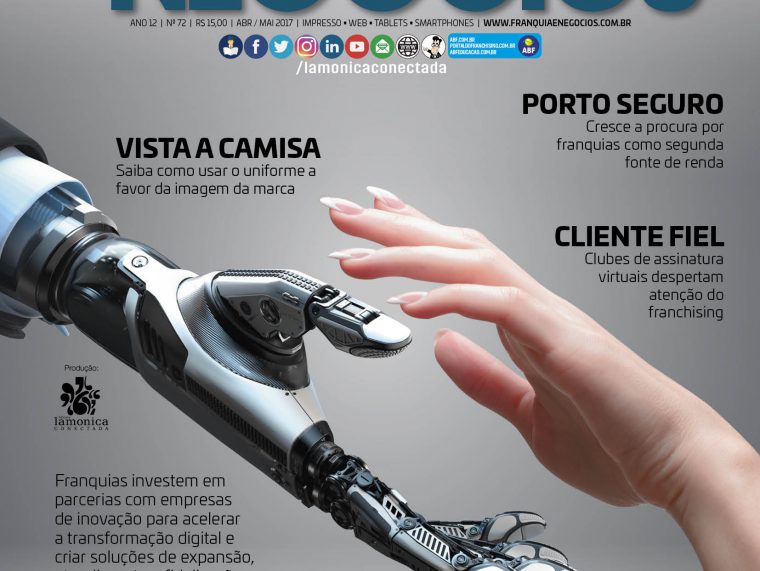 NEGÓCIOS
ANO 12 | Nº 72 | R$ 15,00 | ABR / MAI 2017 | IMPRESSO • WEB • TABLETS • SMARTPHONES | WWW.FRANQUIAENEGOCIOS.COM.BR
ABF.COM.BR
PORTALDOFRANCHISING.COM.BR
ABFEDUCACAO.COM.BR
ABF
/lamonicaconectada
VISTA A CAMISA
Saiba como usar o uniforme a
favor da imagem da marca
PORTO SEGURO
Cresce a procura por
franquias como segunda
fonte de renda
CLIENTE FIEL
Clubes de assinatura
virtuais despertam
atenção do
franchising
Produção:
lamonica
CONECTADA
Franquias investem em
parcerias com empresas
de inovação para acelerar
a transformação digital e
criar soluções de expansão,